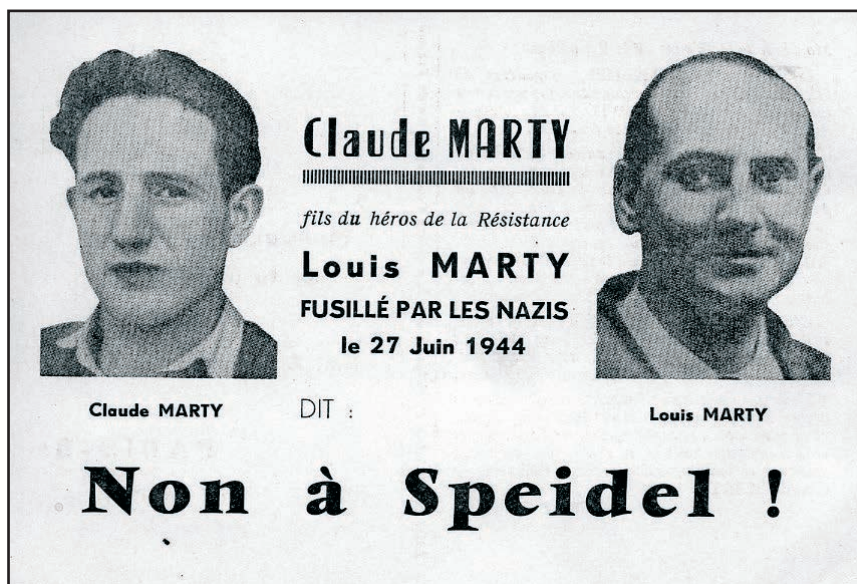 Claude MARTY
fils du héros de la Résistance
Louis MARTY
FUSILLÉ PAR LES NAZIS
le 27 Juin 1944
Claude MARTY
DIT :
Louis MARTY
Non à Speidel !